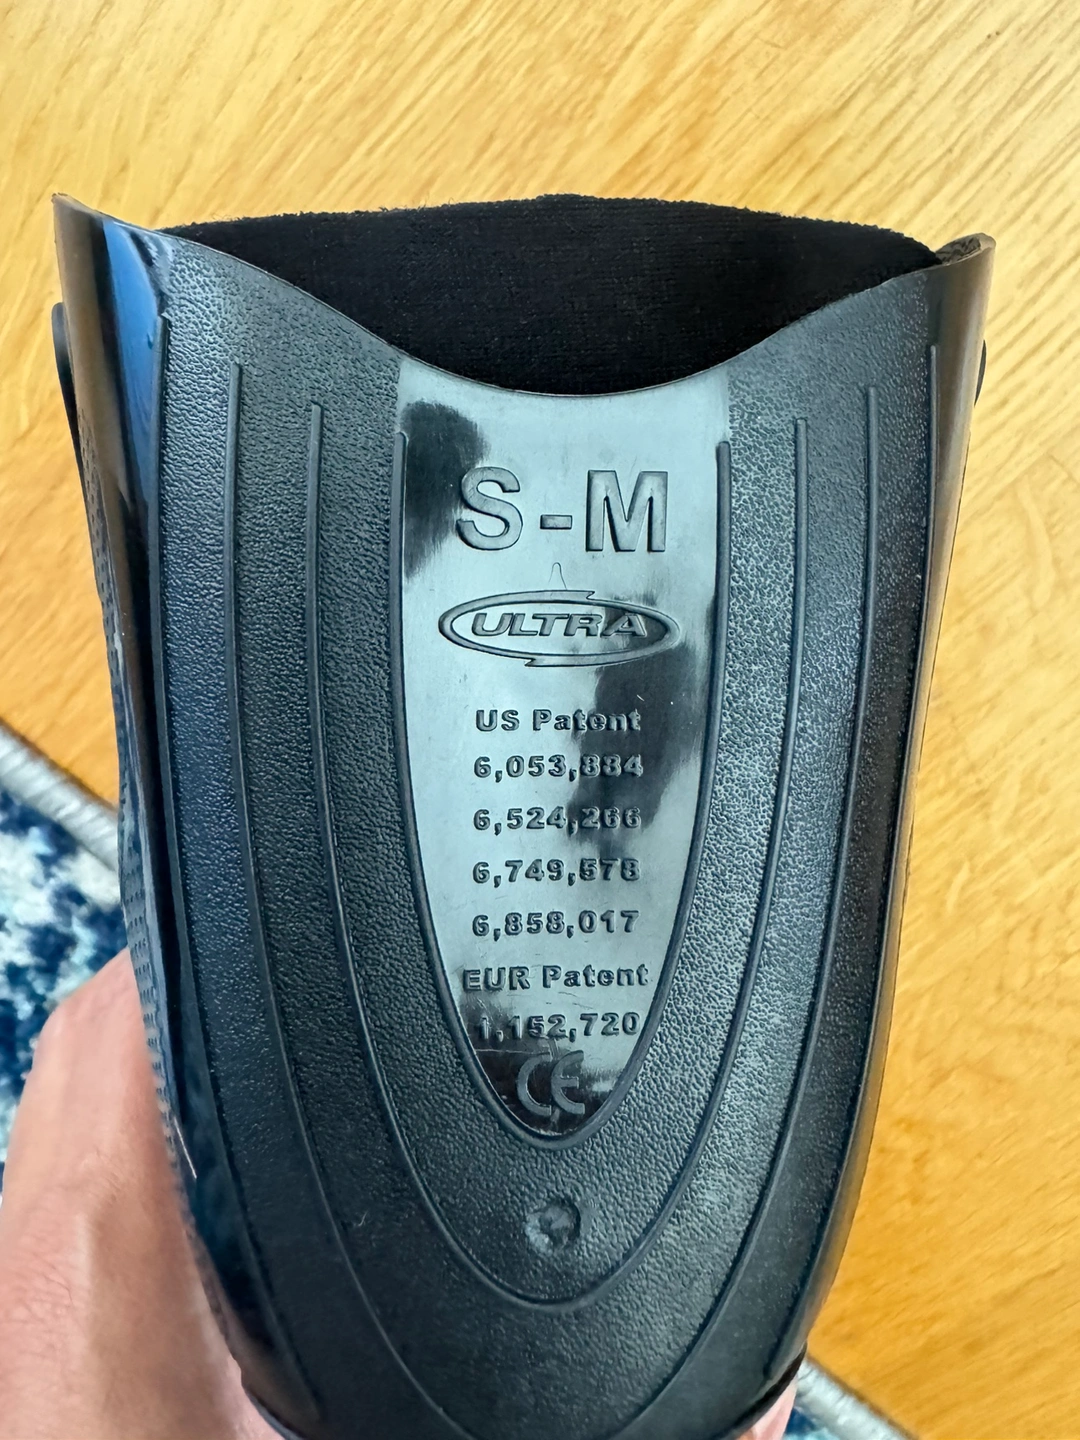 S-M
ULTRA
US Patent
6,053,884
6,524,266
6,749,578
6,858,017
EUR Patent
1,152,720
CE